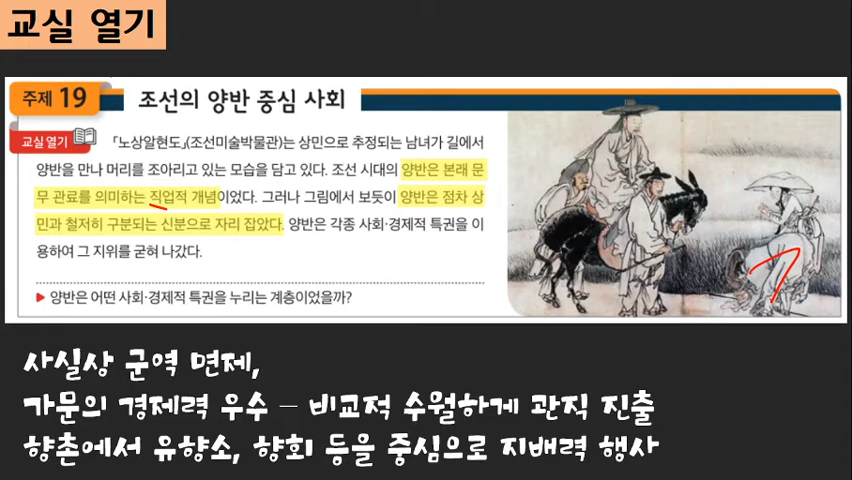 교실 열기
주제 19 조선의 양반 중심 사회
교실 열기 「노상알현도」(조선미술박물관)는 상민으로 추정되는 남녀가 길에서
양반을 만나 머리를 조아리고 있는 모습을 담고 있다. 조선 시대의 양반은 본래 문
무 관료를 의미하는 직업적 개념이었다. 그러나 그림에서 보듯이 양반은 점차 상
민과 철저히 구분되는 신분으로 자리 잡았다. 양반은 각종 사회·경제적 특권을 이
용하여 그 지위를 굳혀 나갔다.
▶ 양반은 어떤 사회·경제적 특권을 누리는 계층이었을까?
사실상 군역 면제,
가문의 경제력 우수 – 비교적 수월하게 관직 진출
향촌에서 유향소, 향회 등을 중심으로 지배력 행사